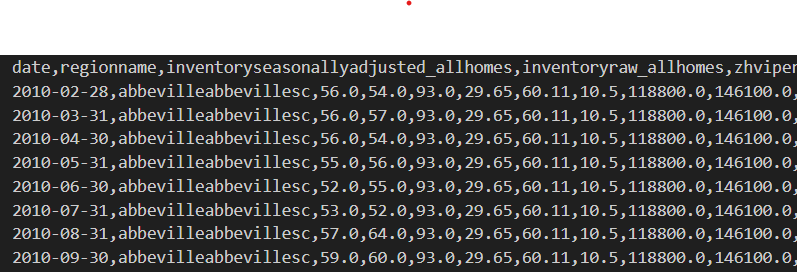 date,regionname,inventoryseasonallyadjusted_allhomes,inventoryraw_allhomes,zhviper
2010-02-28,abbevilleabbevillesc,56.0,54.0,93.0,29.65,60.11,10.5,118800.0,146100.0,
2010-03-31,abbevilleabbevillesc,56.0,57.0,93.0,29.65,60.11,10.5,118800.0,146100.0,
2010-04-30,abbevilleabbevillesc,56.0,54.0,93.0,29.65,60.11,10.5,118800.0,146100.0,
2010-05-31,abbevilleabbevillesc,55.0,56.0,93.0,29.65,60.11,10.5,118800.0,146100.0,
2010-06-30,abbevilleabbevillesc,52.0,55.0,93.0,29.65,60.11,10.5,118800.0,146100.0,
2010-07-31,abbevilleabbevillesc,53.0,52.0,93.0,29.65,60.11,10.5,118800.0,146100.0,
2010-08-31,abbevilleabbevillesc,57.0,64.0,93.0,29.65,60.11,10.5,118800.0,146100.0,
2010-09-30,abbevilleabbevillesc,59.0,60.0,93.0,29.65,60.11,10.5,118800.0,146100.0,